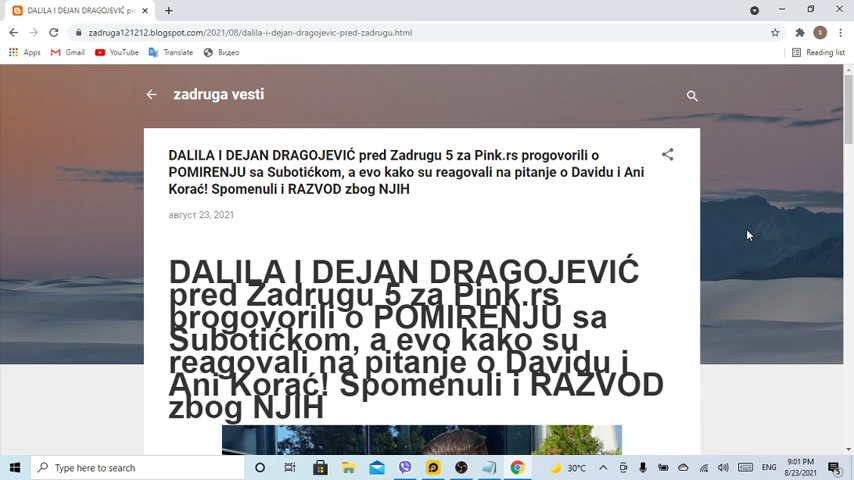 DALILA I DEJAN DRAGOJEVIĆ pr
zadruga121212.blogspot.com/2021/08/dalila-i-dejan-dragojevic-pred-zadrugu.html
Apps Gmail YouTube Translate Видео Reading list
zadruga vesti
DALILA I DEJAN DRAGOJEVIĆ pred Zadrugu 5 za Pink.rs progovorili o
POMIRENJU sa Subotićkom, a evo kako su reagovali na pitanje o Davidu i Ani
Korać! Spomenuli i RAZVOD zbog NJIH
август 23, 2021
DALILA I DEJAN DRAGOJEVIĆ
pred Zadrugu 5 za Pink.rs
progovorili o POMIRENJU sa
Subotićkom, a evo kako su
reagovali na pitanje o Davidu i
Ani Korać! Spomenuli i RAZVOD
zbog NJIH
Type here to search
30°C
ENG
9:01 PM
8/23/2021
5